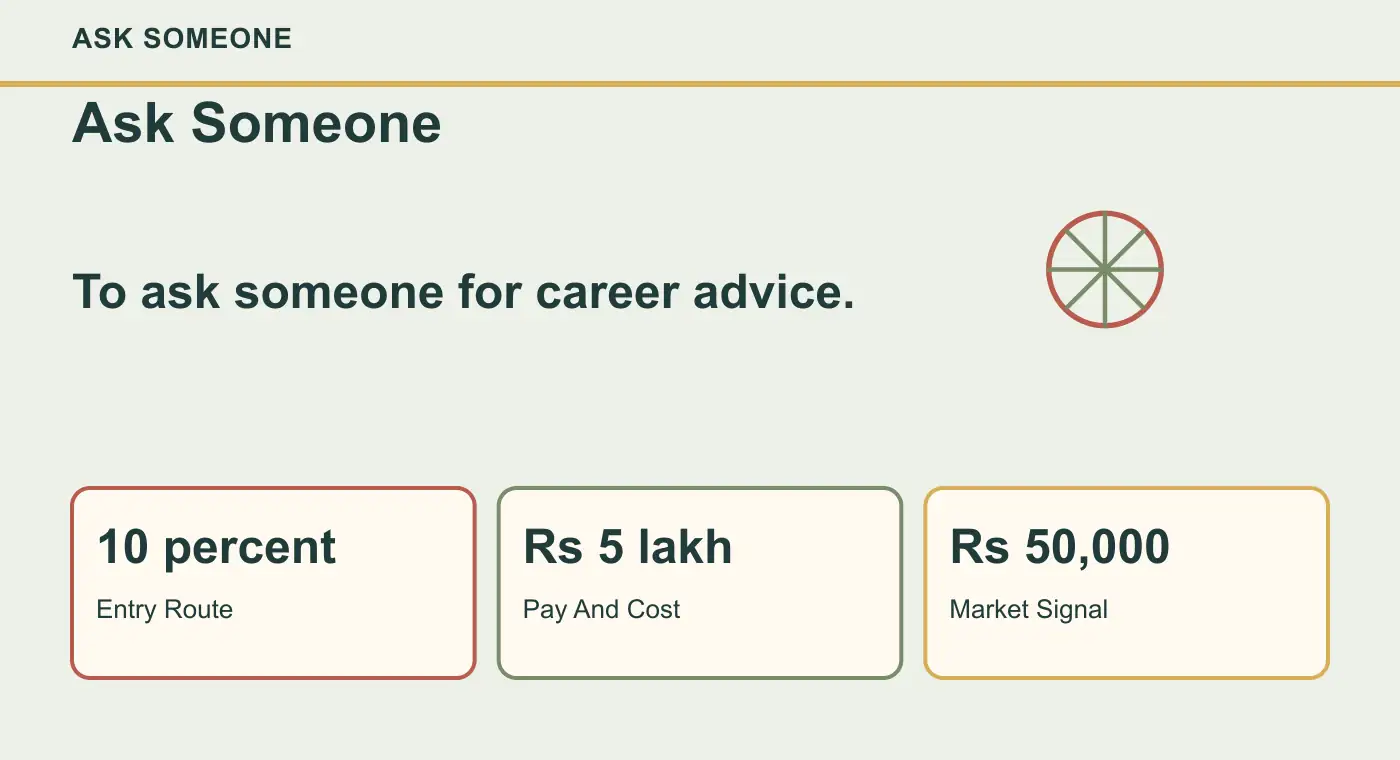 ASK SOMEONE
Ask Someone
To ask someone for career advice.
10 percent
Entry Route
Rs 5 lakh
Pay And Cost
Rs 50,000
Market Signal